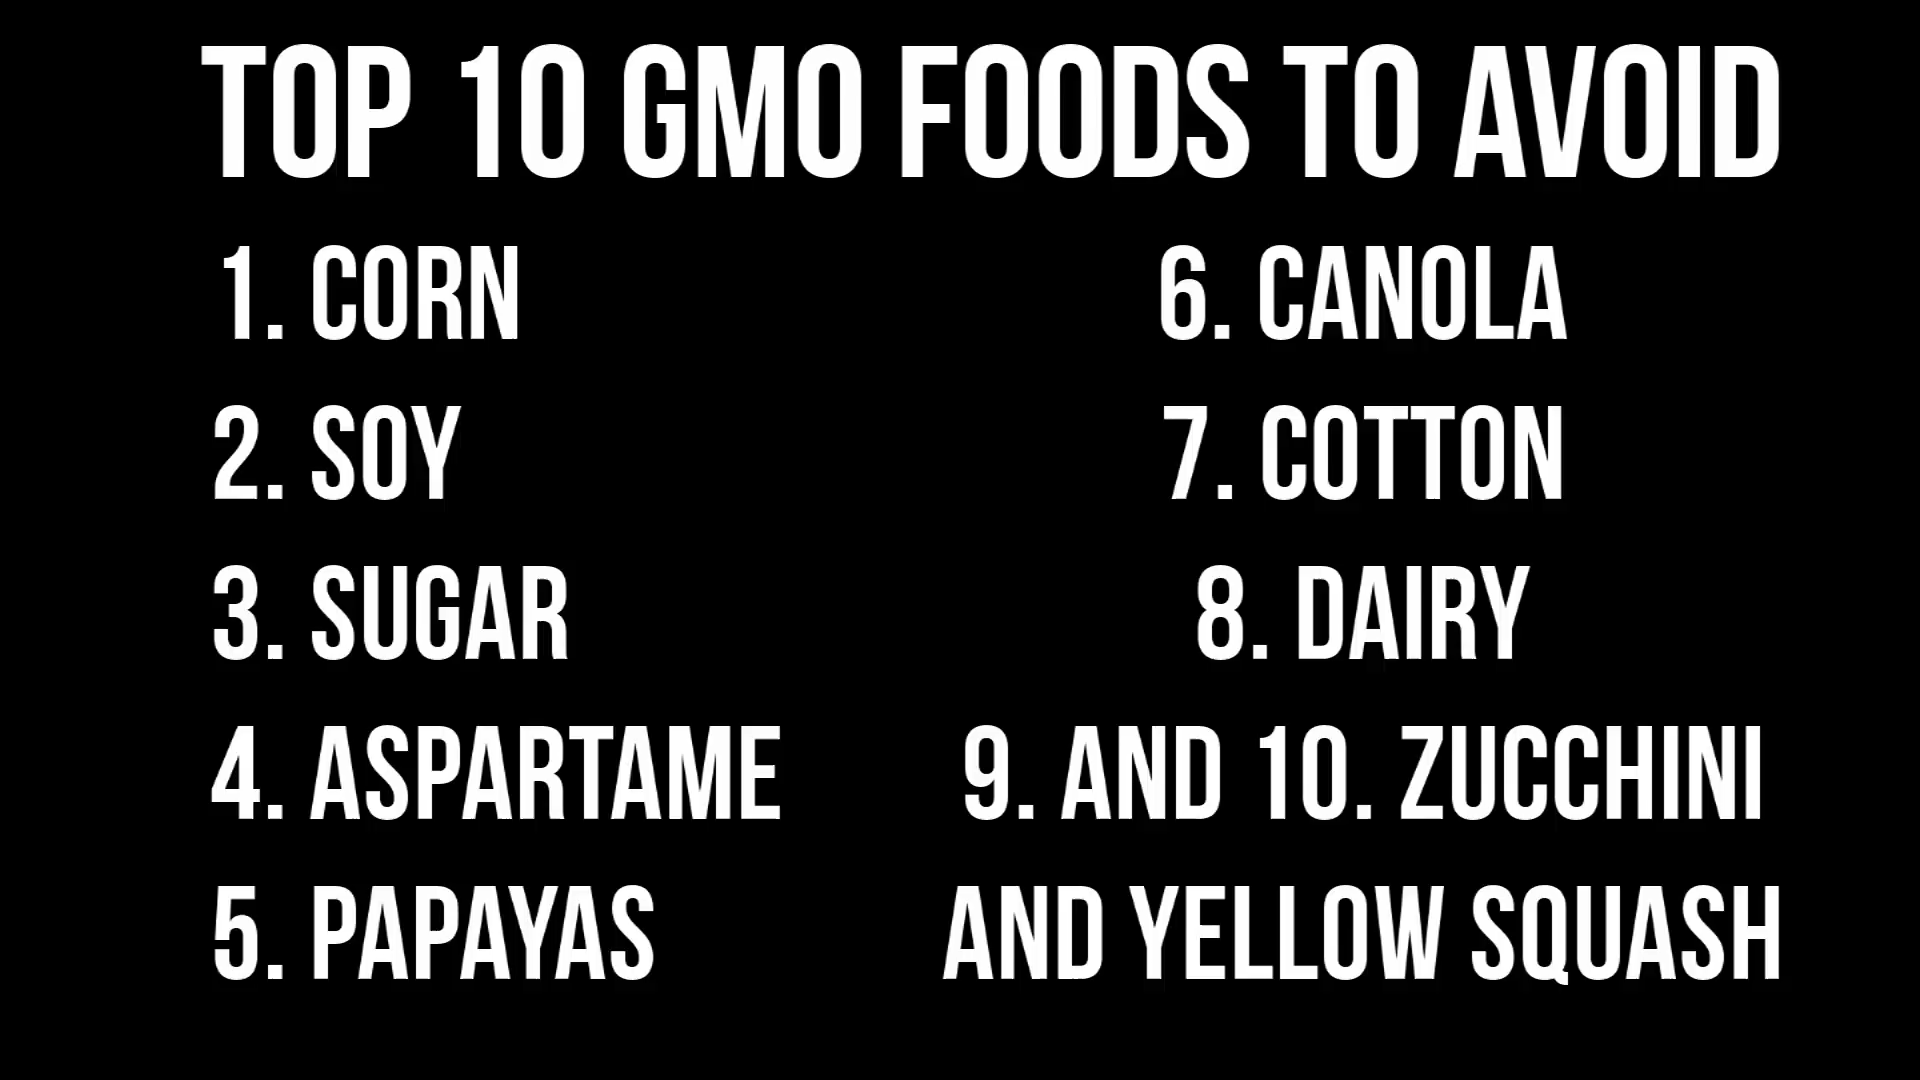 TOP 10 GMO FOODS TO AVOID
1. CORN
2. SOY
3. SUGAR
4. ASPARTAME
5. PAPAYAS
6. CANOLA
7. COTTON
8. DAIRY
9. AND 10. ZUCCHINI
AND YELLOW SQUASH